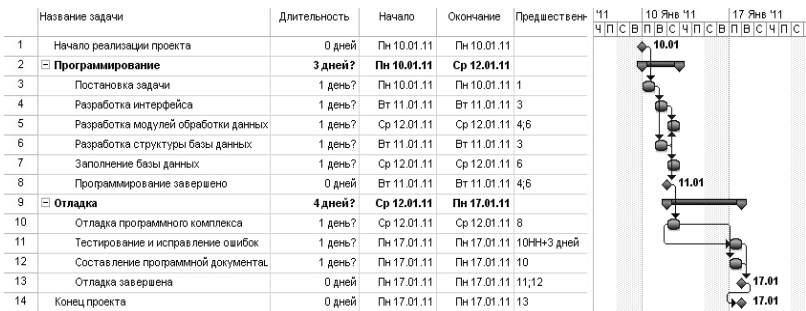 Название задачи Длительность Начало Окончание Предшественн '11 10 Янв '11 17 Янв '11
Ч П С В П В С Ч П С В П В С Ч П С
1 Начало реализации проекта 0 дней Пн 10.01.11 Пн 10.01.11 10.01
2 Программирование 3 дней? Пн 10.01.11 Ср 12.01.11
3 Постановка задачи 1 день? Пн 10.01.11 Пн 10.01.11 1
4 Разработка интерфейса 1 день? Вт 11.01.11 Вт 11.01.11 3
5 Разработка модулей обработки данных 1 день? Ср 12.01.11 Ср 12.01.11 4;6
6 Разработка структуры базы данных 1 день? Вт 11.01.11 Вт 11.01.11 3
7 Заполнение базы данных 1 день? Ср 12.01.11 Ср 12.01.11 6
8 Программирование завершено 0 дней Вт 11.01.11 Вт 11.01.11 4;6 11.01
9 Отладка 4 дней? Ср 12.01.11 Пн 17.01.11
10 Отладка программного комплекса 1 день? Ср 12.01.11 Ср 12.01.11 8
11 Тестирование и исправление ошибок 1 день? Пн 17.01.11 Пн 17.01.11 10НН+3 дней
12 Составление программной документац 1 день? Пн 17.01.11 Пн 17.01.11 10
13 Отладка завершена 0 дней Пн 17.01.11 Пн 17.01.11 11;12 17.01
14 Конец проекта 0 дней Пн 17.01.11 Пн 17.01.11 13 17.01